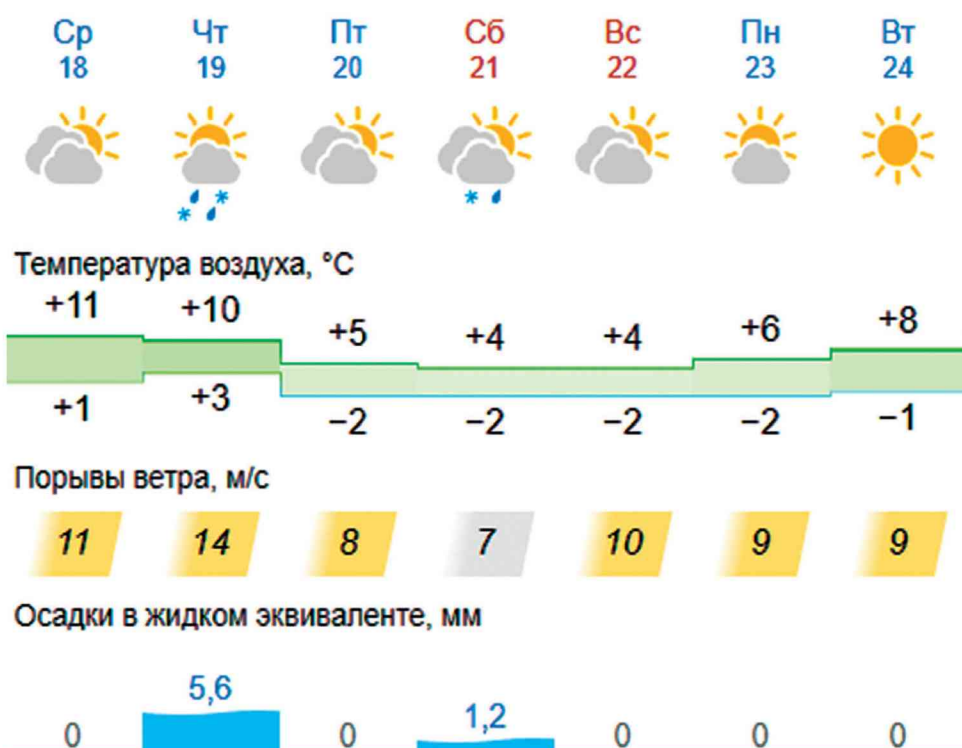 Ср Чт Пт Сб Вс Пн Вт
18 19 20 21 22 23 24
Температура воздуха, °C
+11 +10 +5 +4 +4 +6 +8
+1 +3 −2 −2 −2 −2 −1
Порывы ветра, м/с
11 14 8 7 10 9 9
Осадки в жидком эквиваленте, мм
0 5,6 0 1,2 0 0 0